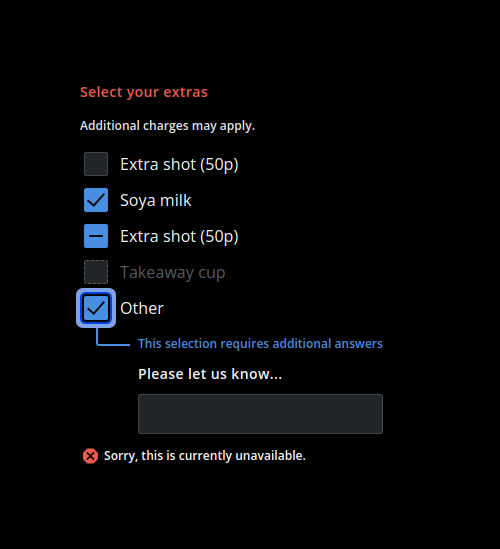 Select your extras
Additional charges may apply.
Extra shot (50p)
Soya milk
Extra shot (50p)
Takeaway cup
Other
This selection requires additional answers
Please let us know...
Sorry, this is currently unavailable.